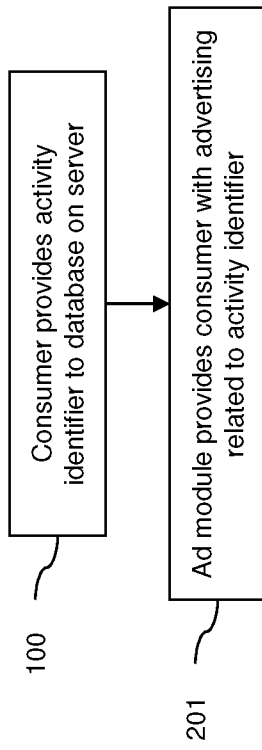 Consumer provides activity
identifier to database on server
100
Ad module provides consumer with advertising
related to activity identifier
201